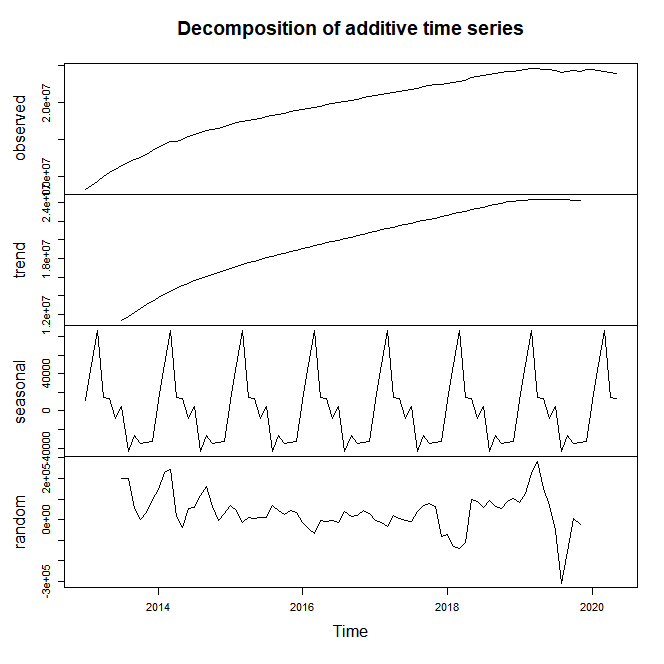 Decomposition of additive time series
observed
2.0e+07
trend
2.4e+07
1.8e+07
1.2e+07
seasonal
40000
0
random
2e+05
0e+00
-3e+05
2014
2016
2018
2020
Time